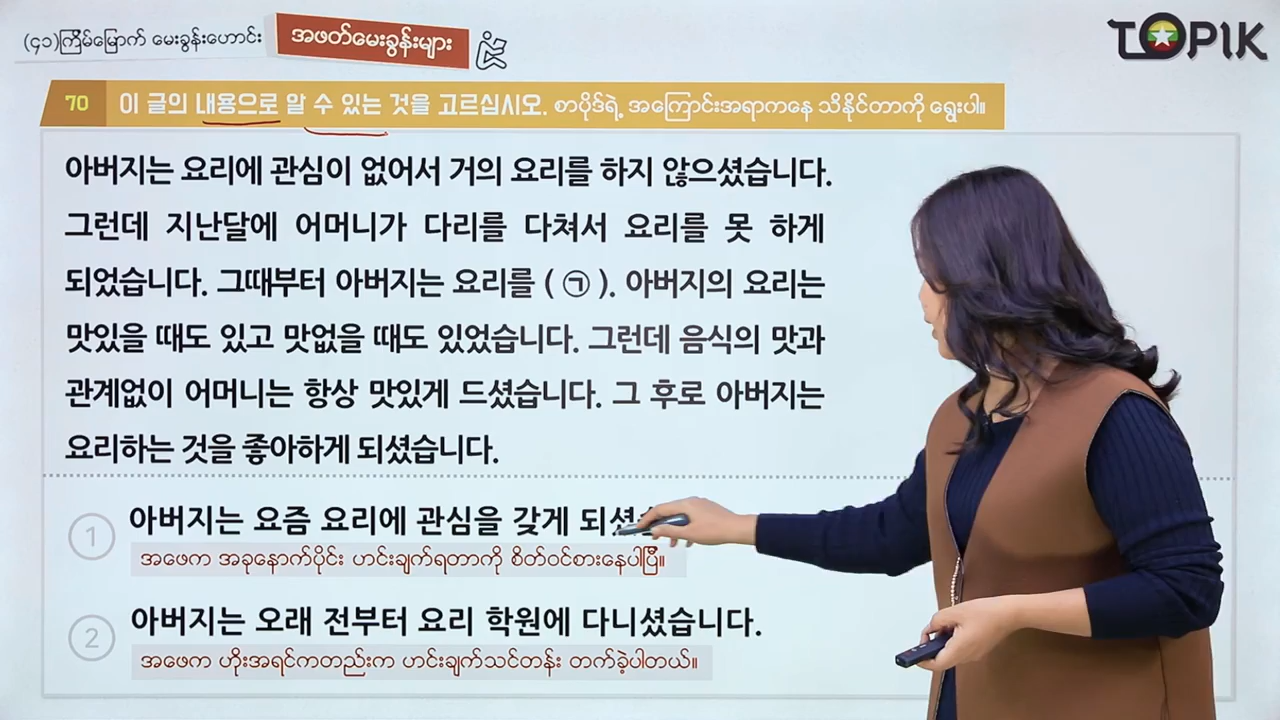 (၄၁)ကြိမ်မြောက် မေးခွန်းဟောင်း
အဖတ်မေးခွန်းများ
TOPIK
70 이 글의 내용으로 알 수 있는 것을 고르십시오. စာပိုဒ်ရဲ့ အကြောင်းအရာကနေ သိနိုင်တာကို ရွေးပါ။
아버지는 요리에 관심이 없어서 거의 요리를 하지 않으셨습니다.
그런데 지난달에 어머니가 다리를 다쳐서 요리를 못 하게
되었습니다. 그때부터 아버지는 요리를 ( ㉠ ). 아버지의 요리는
맛있을 때도 있고 맛없을 때도 있었습니다. 그런데 음식의 맛과
관계없이 어머니는 항상 맛있게 드셨습니다. 그 후로 아버지는
요리하는 것을 좋아하게 되셨습니다.
1 아버지는 요즘 요리에 관심을 갖게
အဖေက အခုနောက်ပိုင်း ဟင်းချက်ရတာကို စိတ်ဝင်စားနေပါပြီ။
2 아버지는 오래 전부터 요리 학원에 다니셨습니다.
အဖေက ဟိုးအရင်ကတည်းက ဟင်းချက်သင်တန်း တက်ခဲ့ပါတယ်။